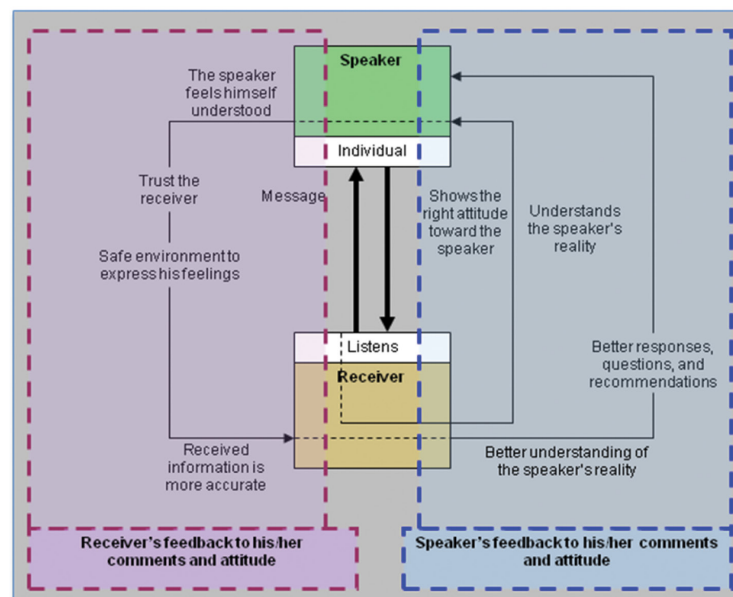 Speaker
The speaker
feels himself
understood
Individual
Trust the
receiver
Message
Shows the
right attitude
toward the
speaker
Understands
the speaker's
reality
Safe environment to
express his feelings
Listens
Receiver
Better responses,
questions, and
recommendations
Received
information is
more accurate
Better understanding of
the speaker's reality
Receiver's feedback to his/her
comments and attitude
Speaker's feedback to his/her comments
and attitude